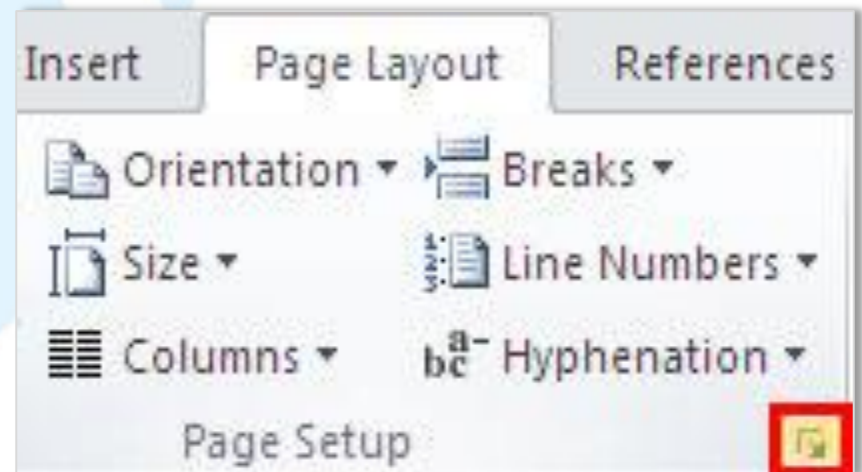 Insert Page Layout References
Orientation Breaks
Size Line Numbers
Columns Hyphenation
Page Setup